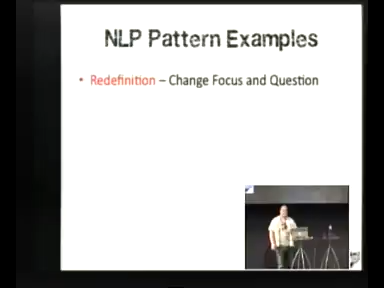 NLP Pattern Examples
• Redefinition – Change Focus and Question